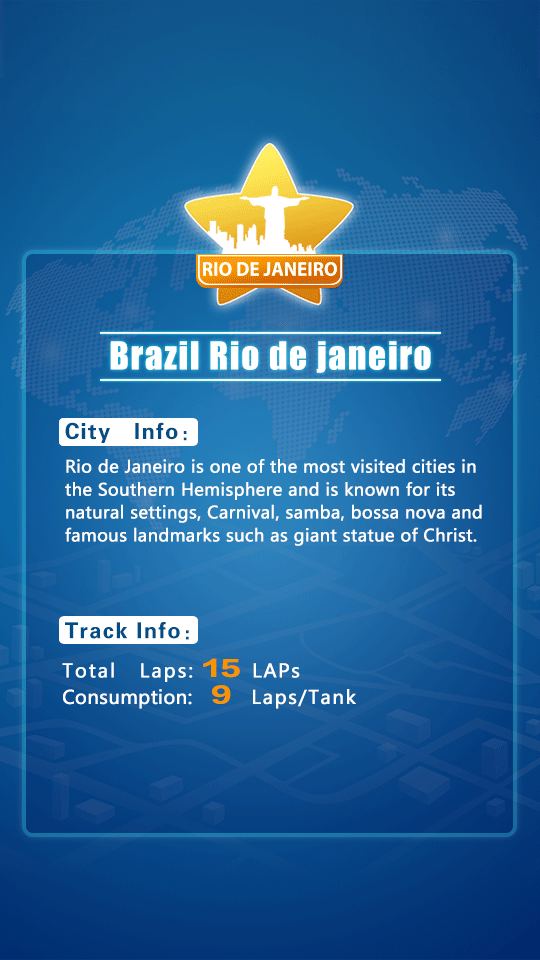 RIO DE JANEIRO
Brazil Rio de janeiro
City Info:
Rio de Janeiro is one of the most visited cities in
the Southern Hemisphere and is known for its
natural settings, Carnival, samba, bossa nova and
famous landmarks such as giant statue of Christ.
Track Info:
Total Laps: 15 LAPs
Consumption: 9 Laps/Tank